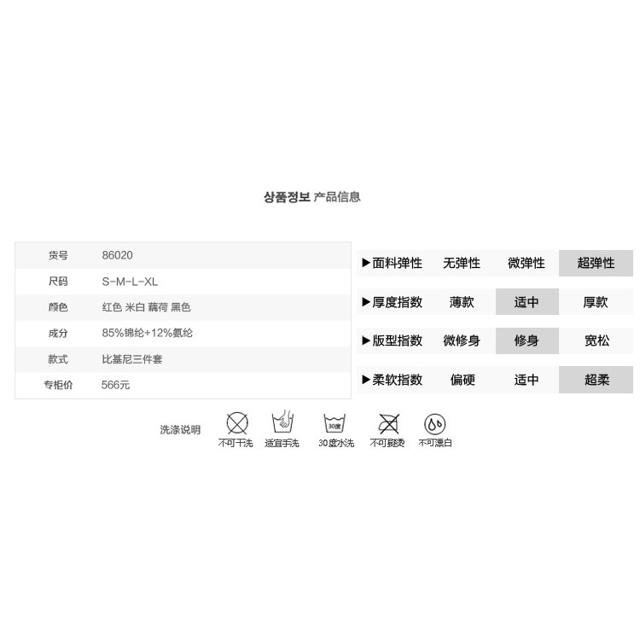 상품정보 产品信息
货号 86020
尺码 S-M-L-XL
颜色 红色 米白 藕荷 黑色
成分 85%锦纶+12%氨纶
款式 比基尼三件套
专柜价 566元
▶面料弹性 无弹性 微弹性 超弹性
▶厚度指数 薄款 适中 厚款
▶版型指数 微修身 修身 宽松
▶柔软指数 偏硬 适中 超柔
洗涤说明
30度
不可干洗 适宜手洗 30度水洗 不可熨烫 不可漂白